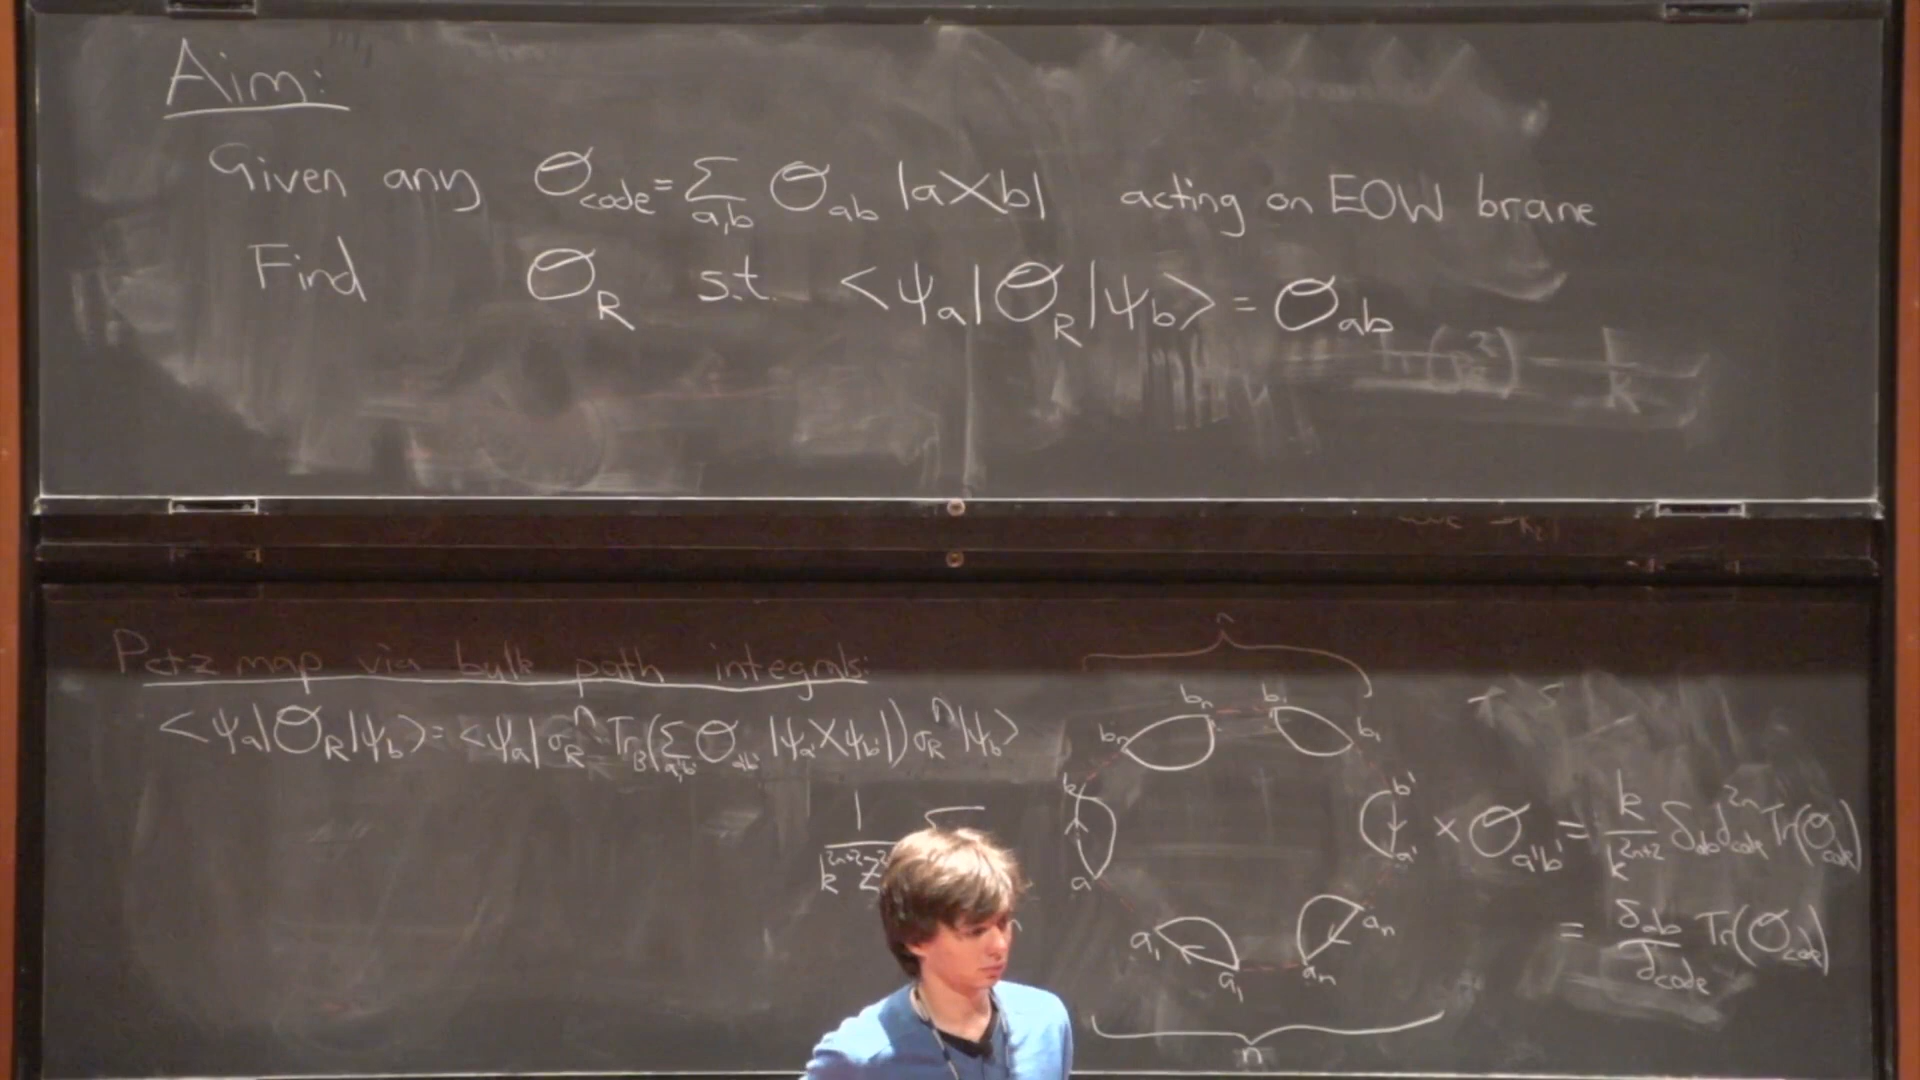 Aim:
Given any 𝒪_code = Σ_{a,b} 𝒪_ab |a⟩⟨b| acting on EOW brane
Find 𝒪_R s.t. <ψ_a|𝒪_R|ψ_b> = 𝒪_ab
Petz map via bulk path integrals:
<ψ_a|𝒪_R|ψ_b> = <ψ_a|σ_R^n Tr_B(Σ_{a',b'} 𝒪_a'b' |ψ_a'⟩⟨ψ_b'|) σ_R^n|ψ_b>
n
b_n b_1
b_n b_1
b b'
× 𝒪_a'b' = k/k^{2n+2} δ_ab d_code^{2n} Tr(𝒪_code)
a a'
a_1 a_n
a_1 a_n
= δ_ab/d_code Tr(𝒪_code)
n